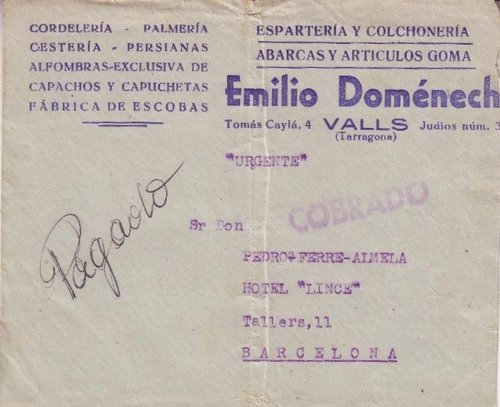 CORDELERÍA - PALMERÍA
CESTERÍA - PERSIANAS
ALFOMBRAS-EXCLUSIVA DE
CAPACHOS Y CAPUCHETAS
FÁBRICA DE ESCOBAS
ESPARTERÍA Y COLCHONERÍA
ABARCAS Y ARTICULOS GOMA
Emilio Doménech
Tomás Caylá, 4 VALLS Judios núm. 3
(Tarragona)
"URGENTE"
COBRADO
Pagado
Sr Don
PEDRO-FERRE-ALMELA
HOTEL "LINCE"
Tallers,11
BARCELONA